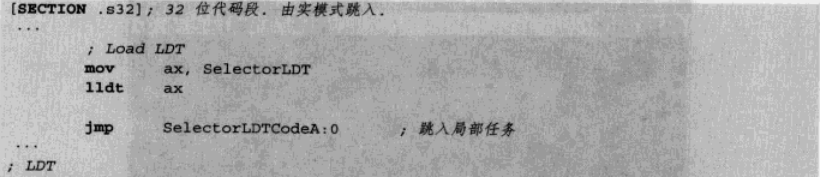 [SECTION .s32]; 32 位代码段. 由实模式跳入.
...
; Load LDT
mov ax, SelectorLDT
lldt ax
jmp SelectorLDTCodeA:0 ; 跳入局部任务
...
; LDT